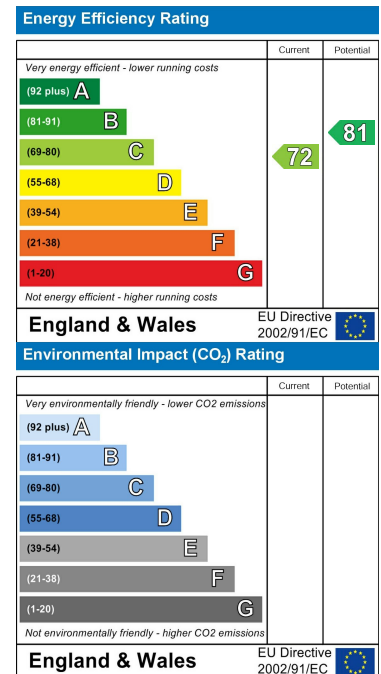 Energy Efficiency Rating
Current Potential
Very energy efficient - lower running costs
(92 plus) A
(81-91) B
(69-80) C
(55-68) D
(39-54) E
(21-38) F
(1-20) G
72
81
Not energy efficient - higher running costs
England & Wales
EU Directive
2002/91/EC
Environmental Impact (CO₂) Rating
Current Potential
Very environmentally friendly - lower CO2 emissions
(92 plus) A
(81-91) B
(69-80) C
(55-68) D
(39-54) E
(21-38) F
(1-20) G
Not environmentally friendly - higher CO2 emissions
England & Wales
EU Directive
2002/91/EC